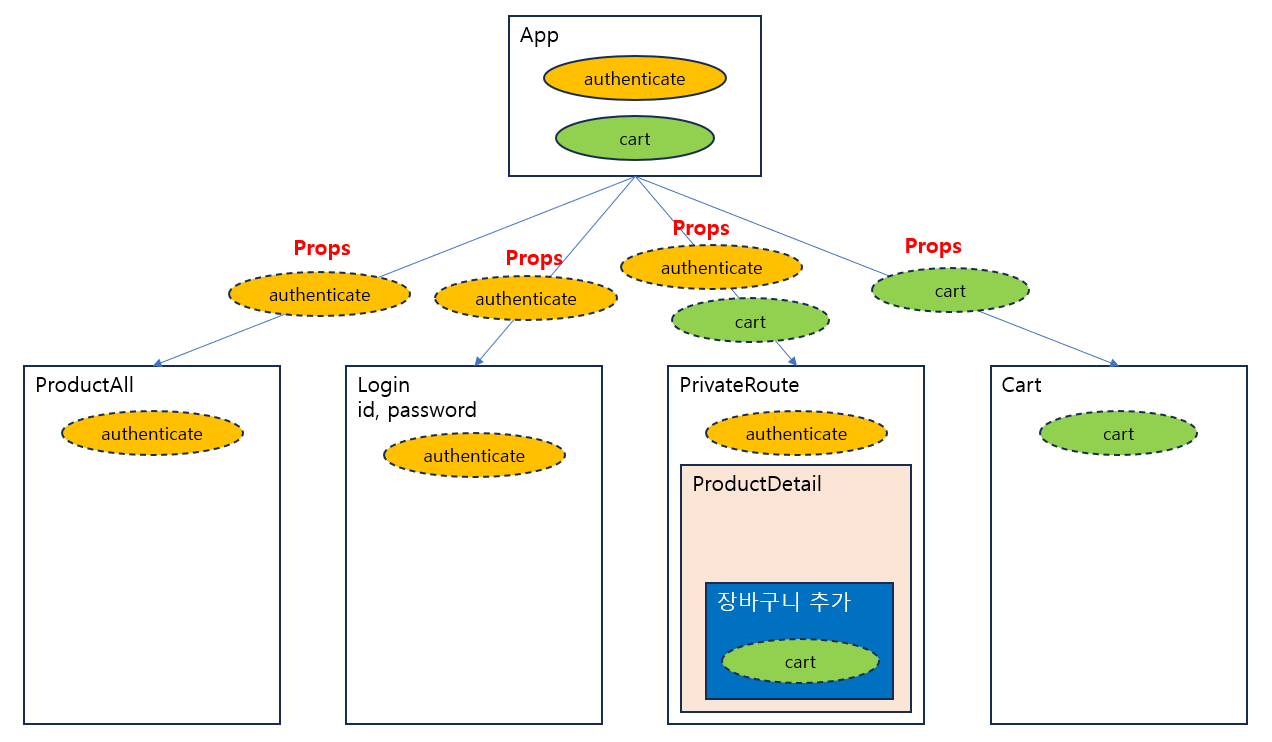 App
authenticate
cart
Props
authenticate
Props
authenticate
Props
authenticate
cart
Props
cart
ProductAll
authenticate
Login
id, password
authenticate
PrivateRoute
authenticate
ProductDetail
장바구니 추가
cart
Cart
cart